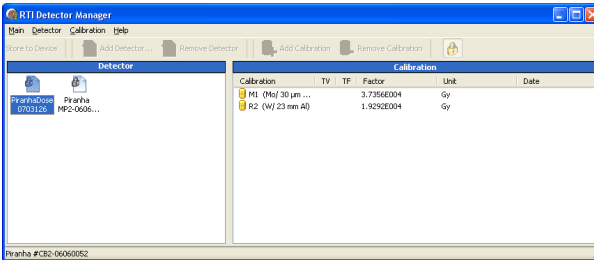 RTI Detector Manager
Main Detector Calibration Help
Store to Device Add Detector... Remove Detector Add Calibration Remove Calibration
Detector
PiranhaDose
0703126
Piranha
MP2-0606...
Calibration
Calibration TV TF Factor Unit Date
M1 (Mo/ 30 µm ... 3.7356E004 Gy
R2 (W/ 23 mm Al) 1.9292E004 Gy
Piranha #CB2-06060052